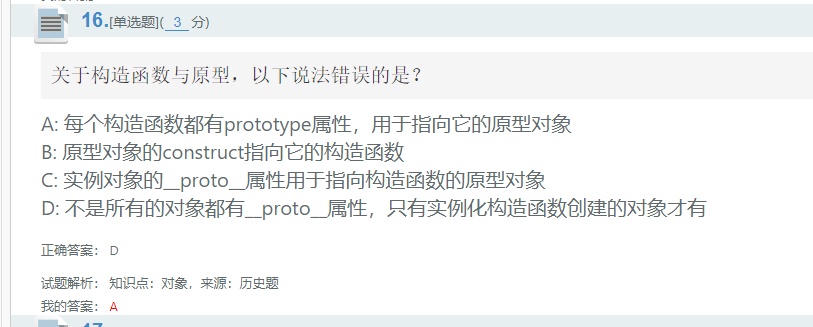 16.[单选题]( 3 分)
关于构造函数与原型，以下说法错误的是？
A: 每个构造函数都有prototype属性，用于指向它的原型对象
B: 原型对象的construct指向它的构造函数
C: 实例对象的__proto__属性用于指向构造函数的原型对象
D: 不是所有的对象都有__proto__属性，只有实例化构造函数创建的对象才有
正确答案： D
试题解析： 知识点：对象，来源：历史题
我的答案： A